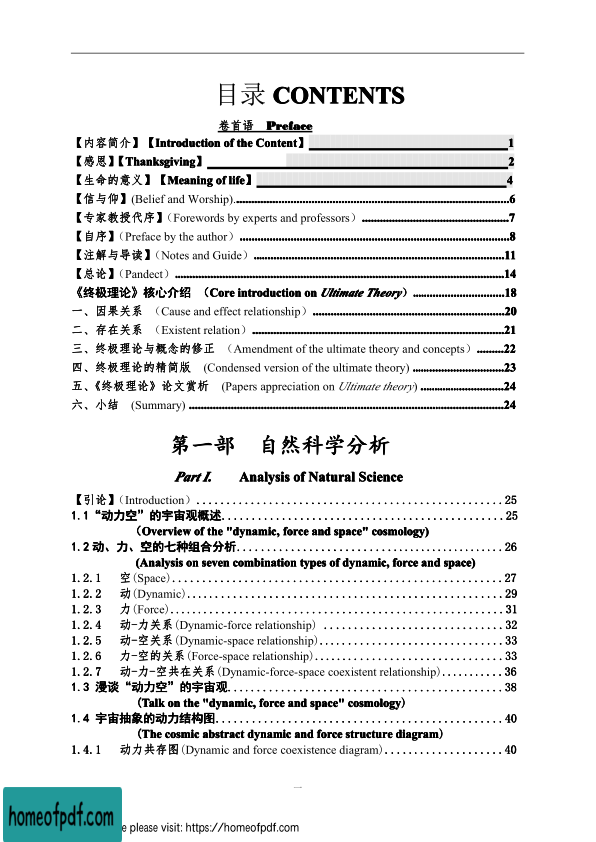 目录 CONTENTS
卷首语 Preface
【内容简介】【Introduction of the Content】 1
【感恩】【Thanksgiving】 2
【生命的意义】【Meaning of life】 4
【信与仰】(Belief and Worship)........................................................................................6
【专家教授代序】（Forewords by experts and professors）................................................7
【自序】（Preface by the author）........................................................................................8
【注解与导读】（Notes and Guide）...................................................................................11
【总论】（Pandect）............................................................................................................14
《终极理论》核心介绍 （Core introduction on Ultimate Theory）...............................18
一、因果关系 （Cause and effect relationship）...............................................................20
二、存在关系 （Existent relation）...................................................................................21
三、终极理论与概念的修正 （Amendment of the ultimate theory and concepts）.........22
四、终极理论的精简版 (Condensed version of the ultimate theory) ..............................23
五、《终极理论》论文赏析 (Papers appreciation on Ultimate theory) ...........................24
六、小结 (Summary) ........................................................................................................24
第一部 自然科学分析
Part I. Analysis of Natural Science
【引论】（Introduction）...................................................25
1.1“动力空”的宇宙观概述...............................................25
（Overview of the "dynamic, force and space" cosmology)
1.2动、力、空的七种组合分析.............................................26
(Analysis on seven combination types of dynamic, force and space)
1.2.1 空(Space).......................................................27
1.2.2 动(Dynamic).....................................................29
1.2.3 力(Force).......................................................31
1.2.4 动-力关系(Dynamic-force relationship) ..............................32
1.2.5 动-空关系(Dynamic-space relationship)...............................33
1.2.6 力-空的关系(Force-space relationship)................................33
1.2.7 动-力-空共在关系(Dynamic-force-space coexistent relationship)..........36
1.3 漫谈“动力空”的宇宙观..............................................38
（Talk on the "dynamic, force and space" cosmology)
1.4 宇宙抽象的动力结构图................................................40
(The cosmic abstract dynamic and force structure diagram)
1.4.1 动力共存图(Dynamic and force coexistence diagram)....................40
homeofpdf.com
e please visit: https://homeofpdf.com